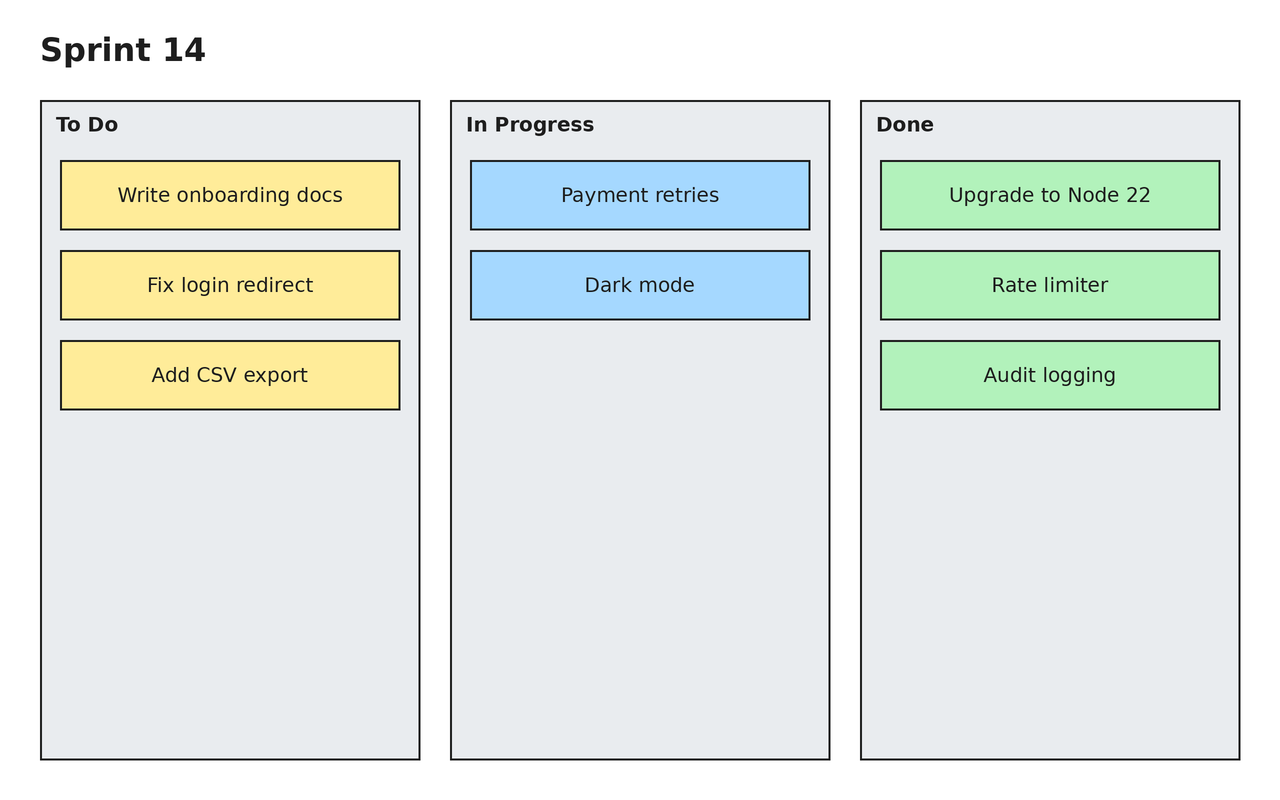 Sprint 14
To Do
Write onboarding docs
Fix login redirect
Add CSV export
In Progress
Payment retries
Dark mode
Done
Upgrade to Node 22
Rate limiter
Audit logging